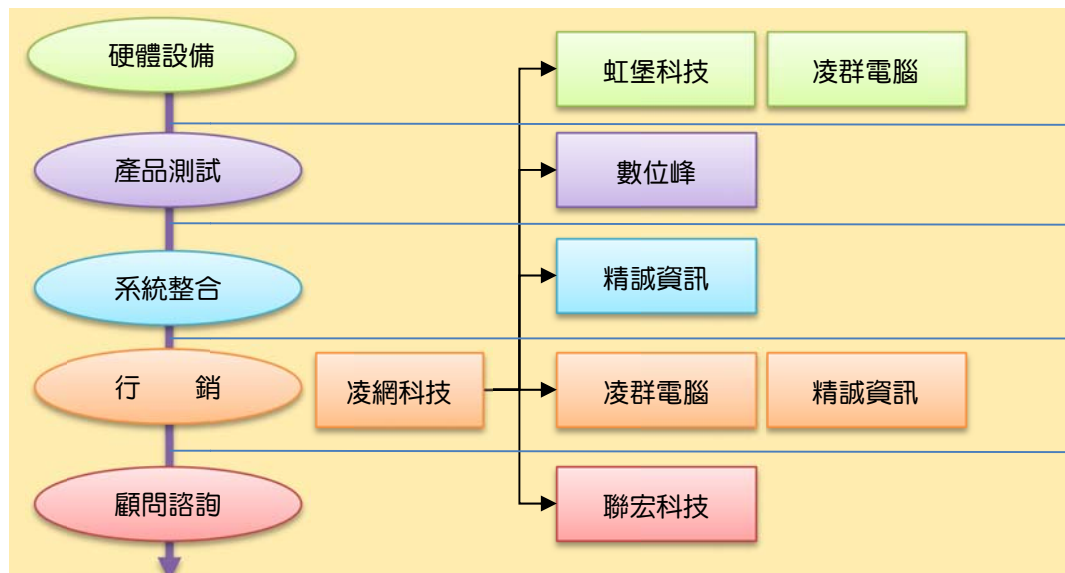 硬體設備
虹堡科技
凌群電腦
產品測試
數位峰
系統整合
精誠資訊
行 銷
凌網科技
凌群電腦
精誠資訊
顧問諮詢
聯宏科技